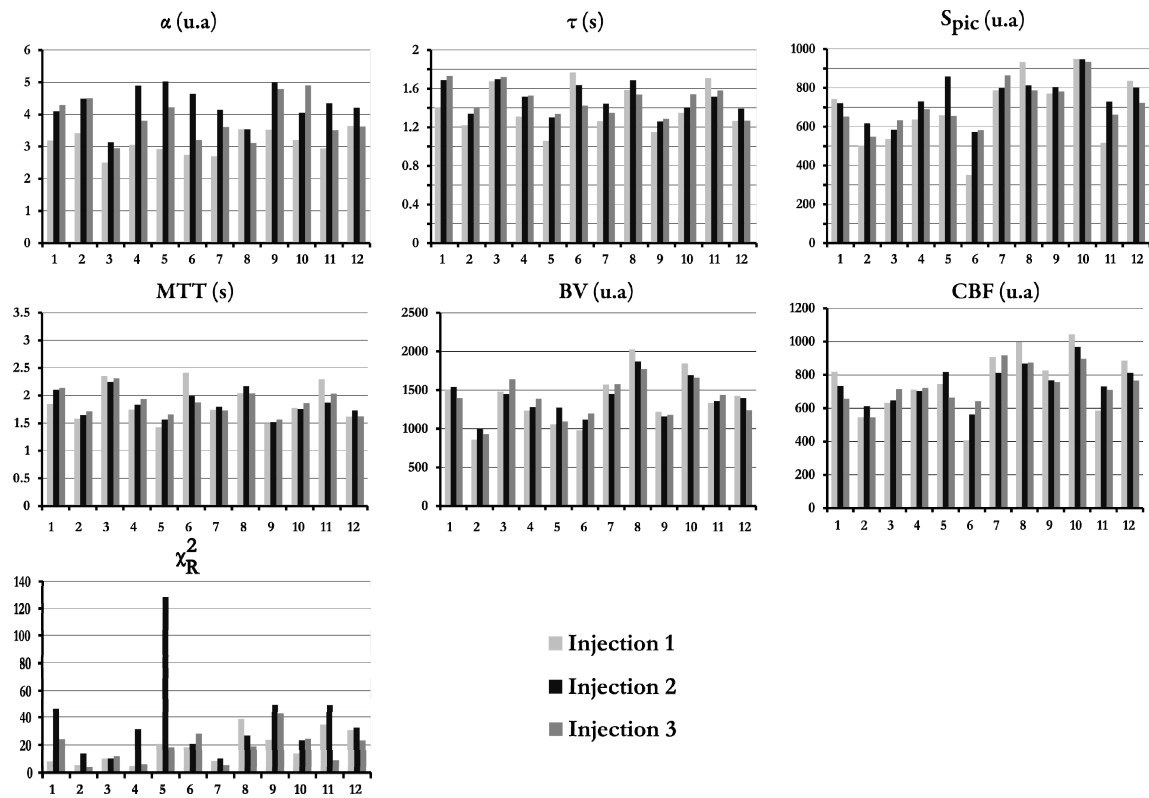 α (u.a)
6
5
4
3
2
1
0
1 2 3 4 5 6 7 8 9 10 11 12
τ (s)
2
1.6
1.2
0.8
0.4
0
1 2 3 4 5 6 7 8 9 10 11 12
Spic (u.a)
1000
800
600
400
200
0
1 2 3 4 5 6 7 8 9 10 11 12
MTT (s)
3.5
3
2.5
2
1.5
1
0.5
0
1 2 3 4 5 6 7 8 9 10 11 12
BV (u.a)
2500
2000
1500
1000
500
0
1 2 3 4 5 6 7 8 9 10 11 12
CBF (u.a)
1200
1000
800
600
400
200
0
1 2 3 4 5 6 7 8 9 10 11 12
χ²R
140
120
100
80
60
40
20
0
1 2 3 4 5 6 7 8 9 10 11 12
Injection 1
Injection 2
Injection 3